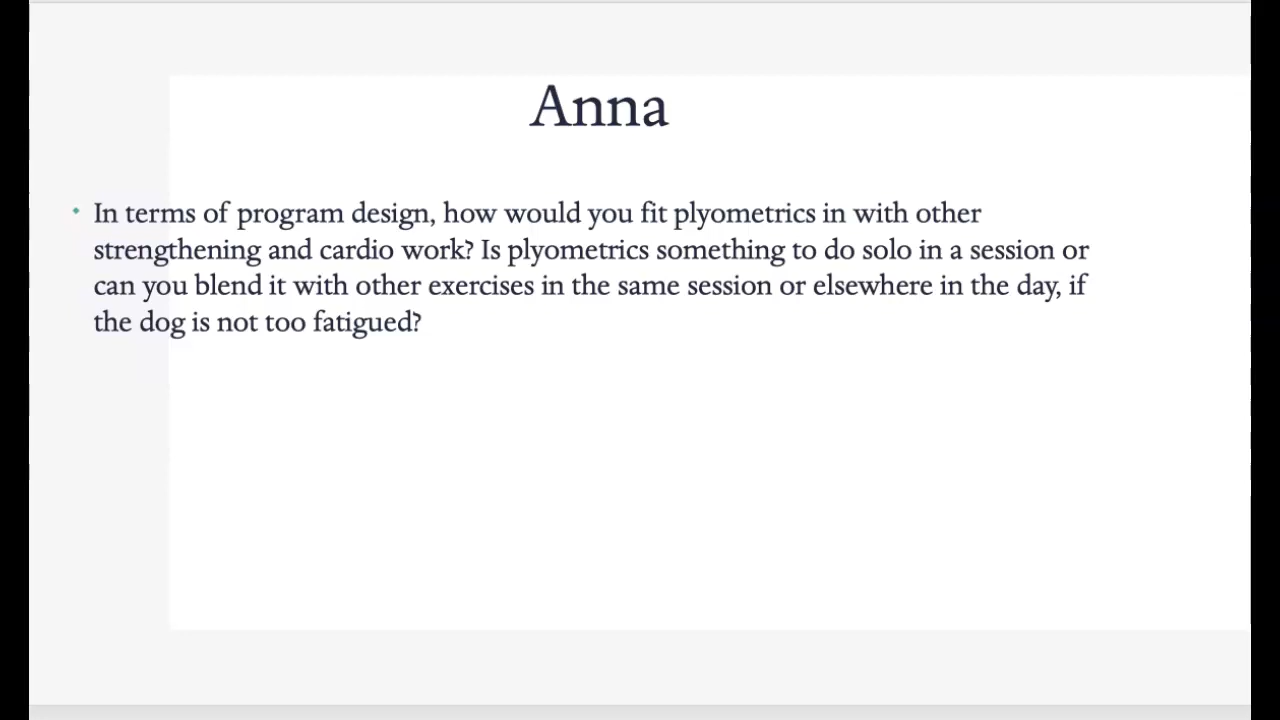 Anna
In terms of program design, how would you fit plyometrics in with other
strengthening and cardio work? Is plyometrics something to do solo in a session or
can you blend it with other exercises in the same session or elsewhere in the day, if
the dog is not too fatigued?